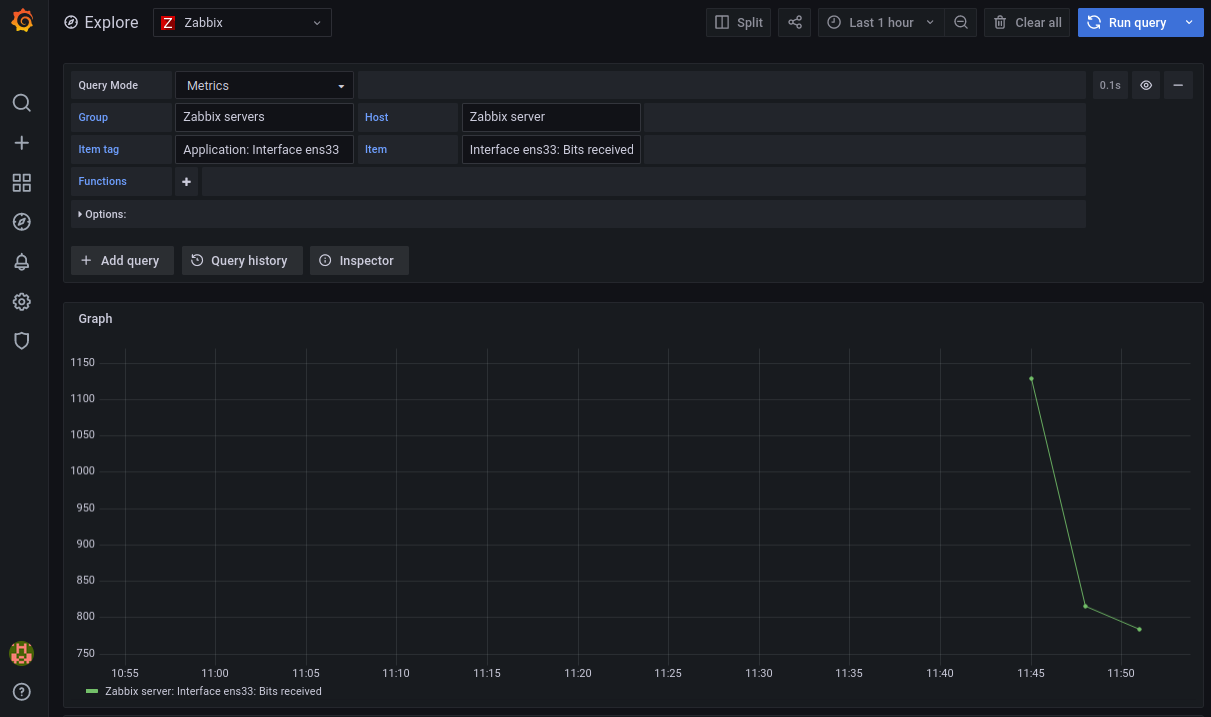 Explore
Z Zabbix
Split
Last 1 hour
Clear all
Run query
Query Mode Metrics 0.1s
Group Zabbix servers Host Zabbix server
Item tag Application: Interface ens33 Item Interface ens33: Bits received
Functions +
Options:
+ Add query Query history Inspector
Graph
1150
1100
1050
1000
950
900
850
800
750
10:55 11:00 11:05 11:10 11:15 11:20 11:25 11:30 11:35 11:40 11:45 11:50
Zabbix server: Interface ens33: Bits received